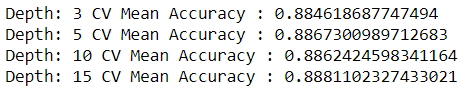 Depth: 3 CV Mean Accuracy : 0.884618687747494
Depth: 5 CV Mean Accuracy : 0.8867300989712683
Depth: 10 CV Mean Accuracy : 0.8862424598341164
Depth: 15 CV Mean Accuracy : 0.8881102327433021